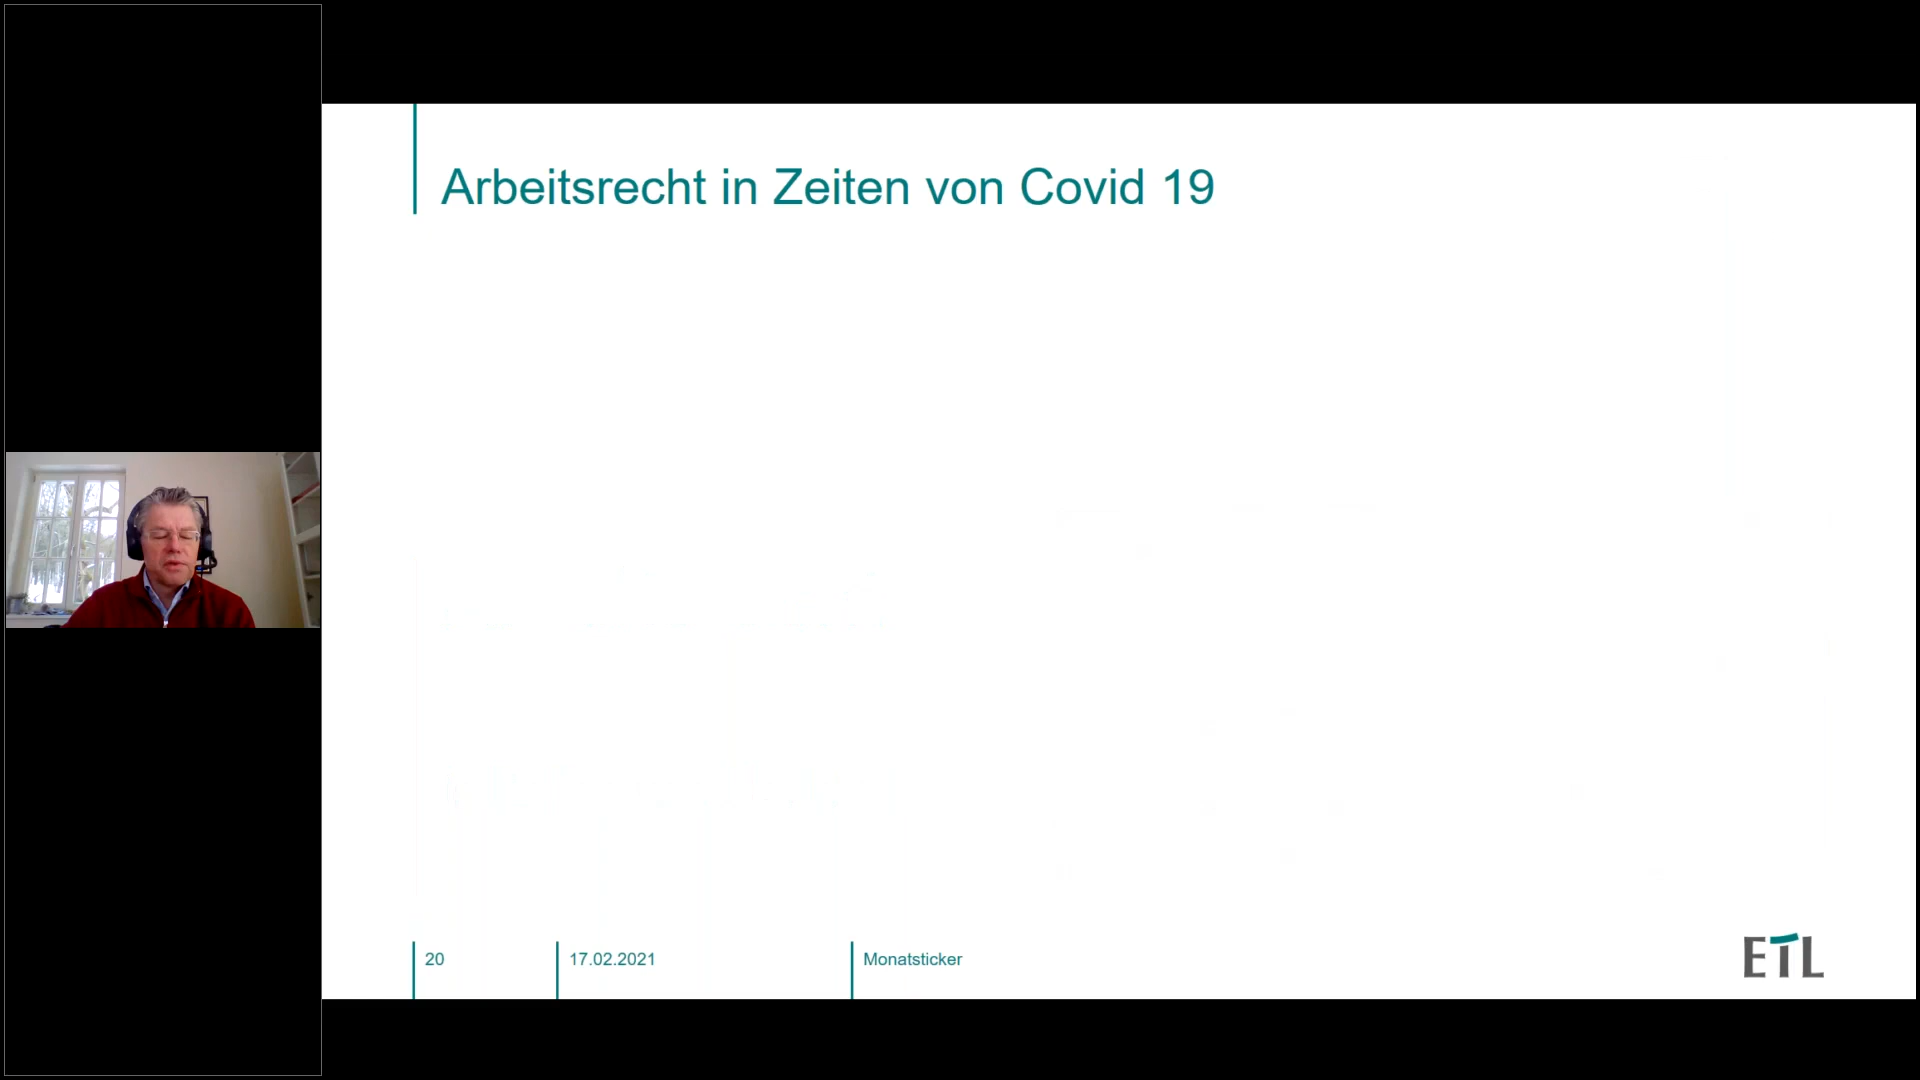 Arbeitsrecht in Zeiten von Covid 19
20
17.02.2021
Monatsticker
ETL